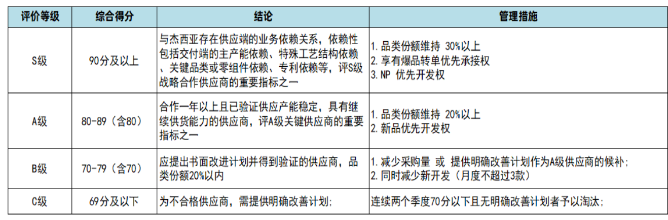 评价等级 综合得分 结论 管理措施
S级 90分及以上
与杰西亚存在供应端的业务依赖关系，依赖性
包括交付端的主产能依赖、特殊工艺结构依赖
、关键品类或零组件依赖、专利依赖等，评S级
战略合作供应商的重要指标之一
1.品类份额维持 30%以上
2.享有爆品转单优先承接权
3.NP 优先开发权
A级 80-89（含80）
合作一年以上且已验证供应产能稳定，具有继
续供货能力的供应商，评A级关键供应商的重要
指标之一
1.品类份额维持 20%以上
2.新品优先开发权
B级 70-79（含70）
应提出书面改进计划并得到验证的供应商，品
类份额20%以内
1.减少采购量 或 提供明确改善计划作为A级供应商的候补；
2.同时减少新开发（月度不超过3款）
C级 69分及以下 为不合格供应商，需提供明确改善计划； 连续两个季度70分以下且无明确改善计划者予以淘汰；